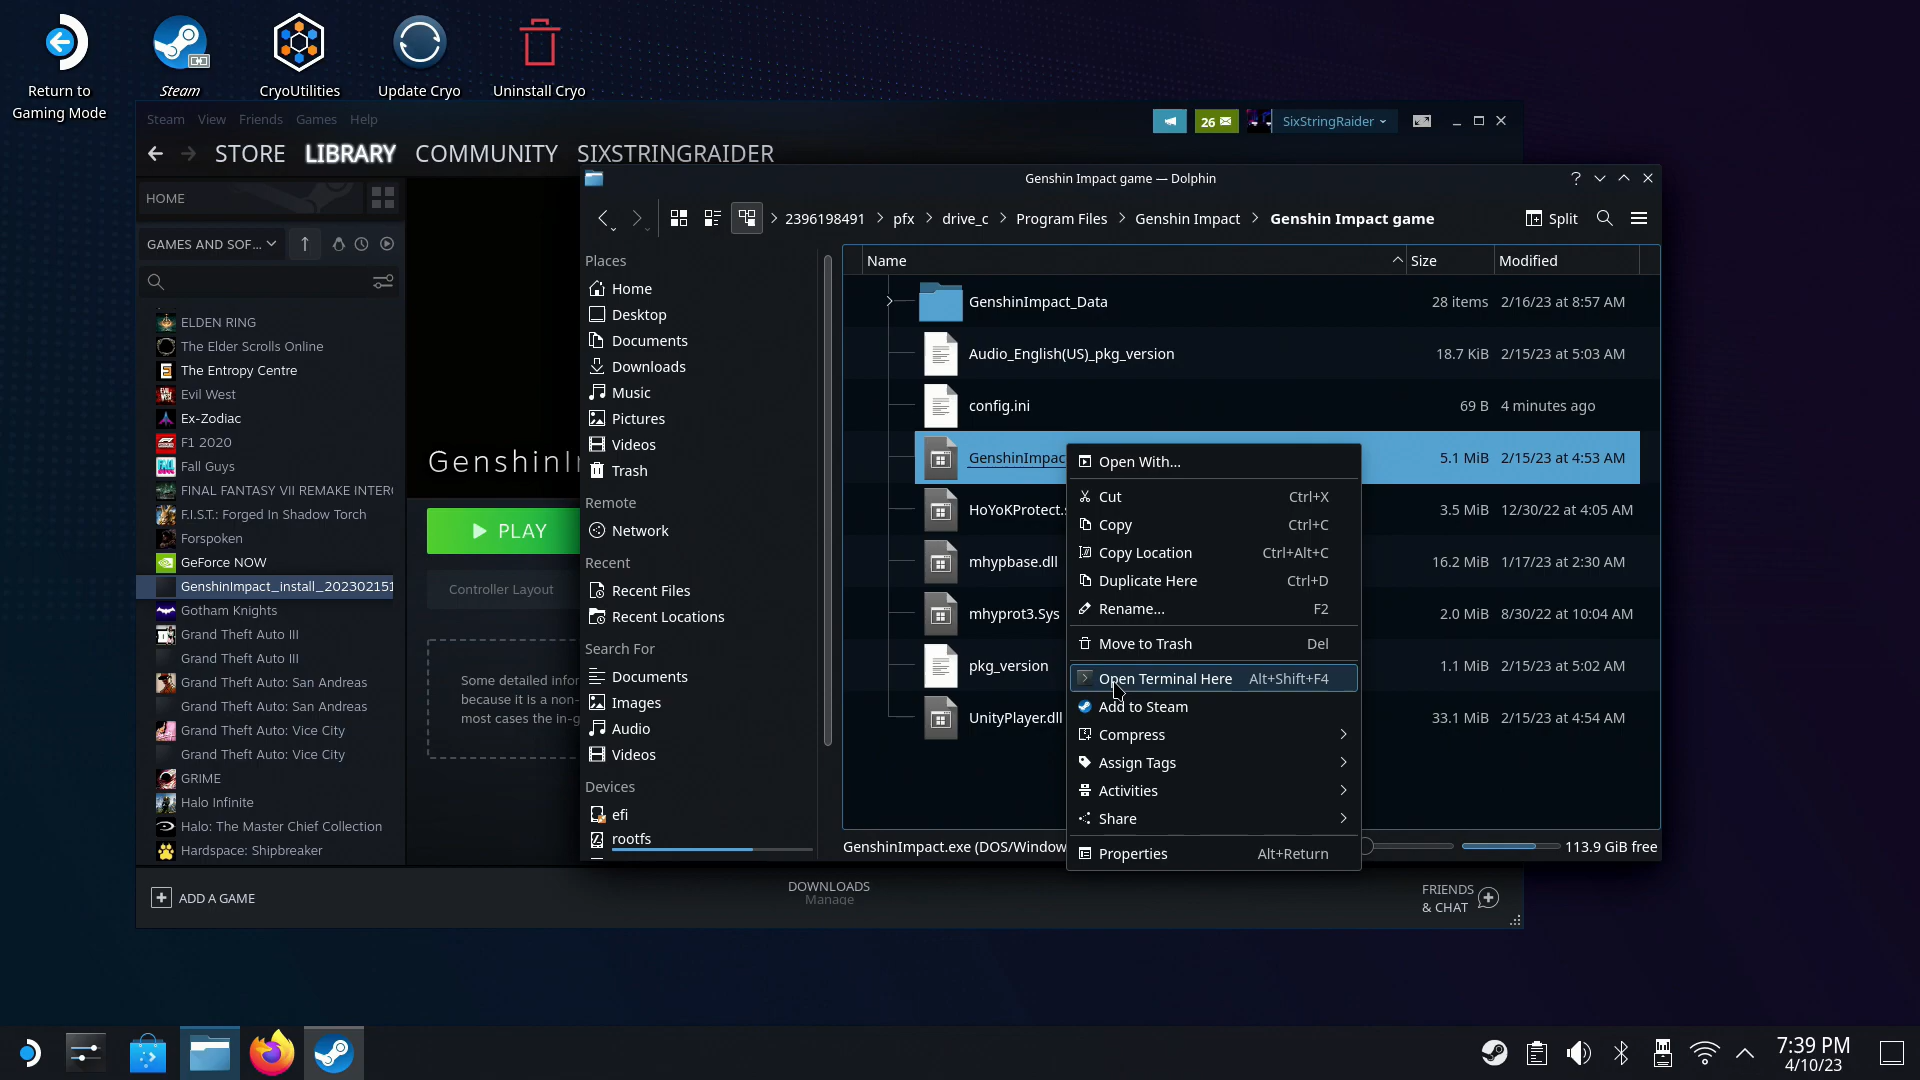 Return to
Gaming Mode
Steam
CryoUtilities
Update Cryo
Uninstall Cryo
Steam View Friends Games Help
26
SixStringRaider
STORE LIBRARY COMMUNITY SIXSTRINGRAIDER
HOME
GAMES AND SOF...
ELDEN RING
The Elder Scrolls Online
The Entropy Centre
Evil West
Ex-Zodiac
F1 2020
Fall Guys
FINAL FANTASY VII REMAKE INTER
F.I.S.T.: Forged In Shadow Torch
Forspoken
GeForce NOW
GenshinImpact_install_202302151
Gotham Knights
Grand Theft Auto III
Grand Theft Auto III
Grand Theft Auto: San Andreas
Grand Theft Auto: San Andreas
Grand Theft Auto: Vice City
Grand Theft Auto: Vice City
GRIME
Halo Infinite
Halo: The Master Chief Collection
Hardspace: Shipbreaker
GenshinI
PLAY
Controller Layout
Some detailed infor
because it is a non-
most cases the in-g
ADD A GAME
DOWNLOADS
Manage
FRIENDS
& CHAT
Genshin Impact game — Dolphin
2396198491 > pfx > drive_c > Program Files > Genshin Impact > Genshin Impact game
Split
Places
Home
Desktop
Documents
Downloads
Music
Pictures
Videos
Trash
Remote
Network
Recent
Recent Files
Recent Locations
Search For
Documents
Images
Audio
Videos
Devices
efi
rootfs
Name Size Modified
GenshinImpact_Data 28 items 2/16/23 at 8:57 AM
Audio_English(US)_pkg_version 18.7 KiB 2/15/23 at 5:03 AM
config.ini 69 B 4 minutes ago
GenshinImpac 5.1 MiB 2/15/23 at 4:53 AM
HoYoKProtect.s 3.5 MiB 12/30/22 at 4:05 AM
mhypbase.dll 16.2 MiB 1/17/23 at 2:30 AM
mhyprot3.Sys 2.0 MiB 8/30/22 at 10:04 AM
pkg_version 1.1 MiB 2/15/23 at 5:02 AM
UnityPlayer.dll 33.1 MiB 2/15/23 at 4:54 AM
GenshinImpact.exe (DOS/Window
113.9 GiB free
Open With...
Cut Ctrl+X
Copy Ctrl+C
Copy Location Ctrl+Alt+C
Duplicate Here Ctrl+D
Rename... F2
Move to Trash Del
Open Terminal Here Alt+Shift+F4
Add to Steam
Compress
Assign Tags
Activities
Share
Properties Alt+Return
7:39 PM
4/10/23